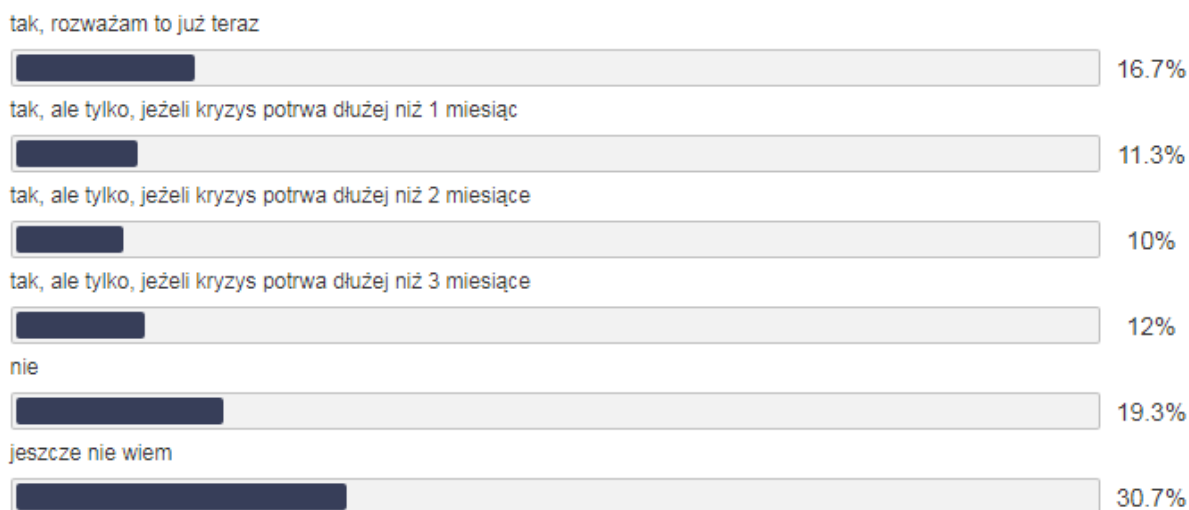 tak, rozważam to już teraz
16.7%
tak, ale tylko, jeżeli kryzys potrwa dłużej niż 1 miesiąc
11.3%
tak, ale tylko, jeżeli kryzys potrwa dłużej niż 2 miesiące
10%
tak, ale tylko, jeżeli kryzys potrwa dłużej niż 3 miesiące
12%
nie
19.3%
jeszcze nie wiem
30.7%